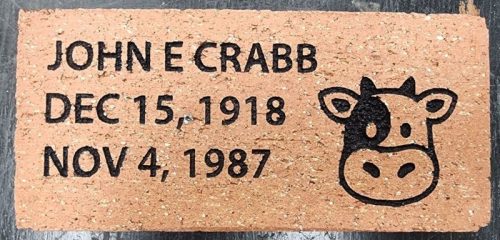 JOHN E CRABB
DEC 15, 1918
NOV 4, 1987